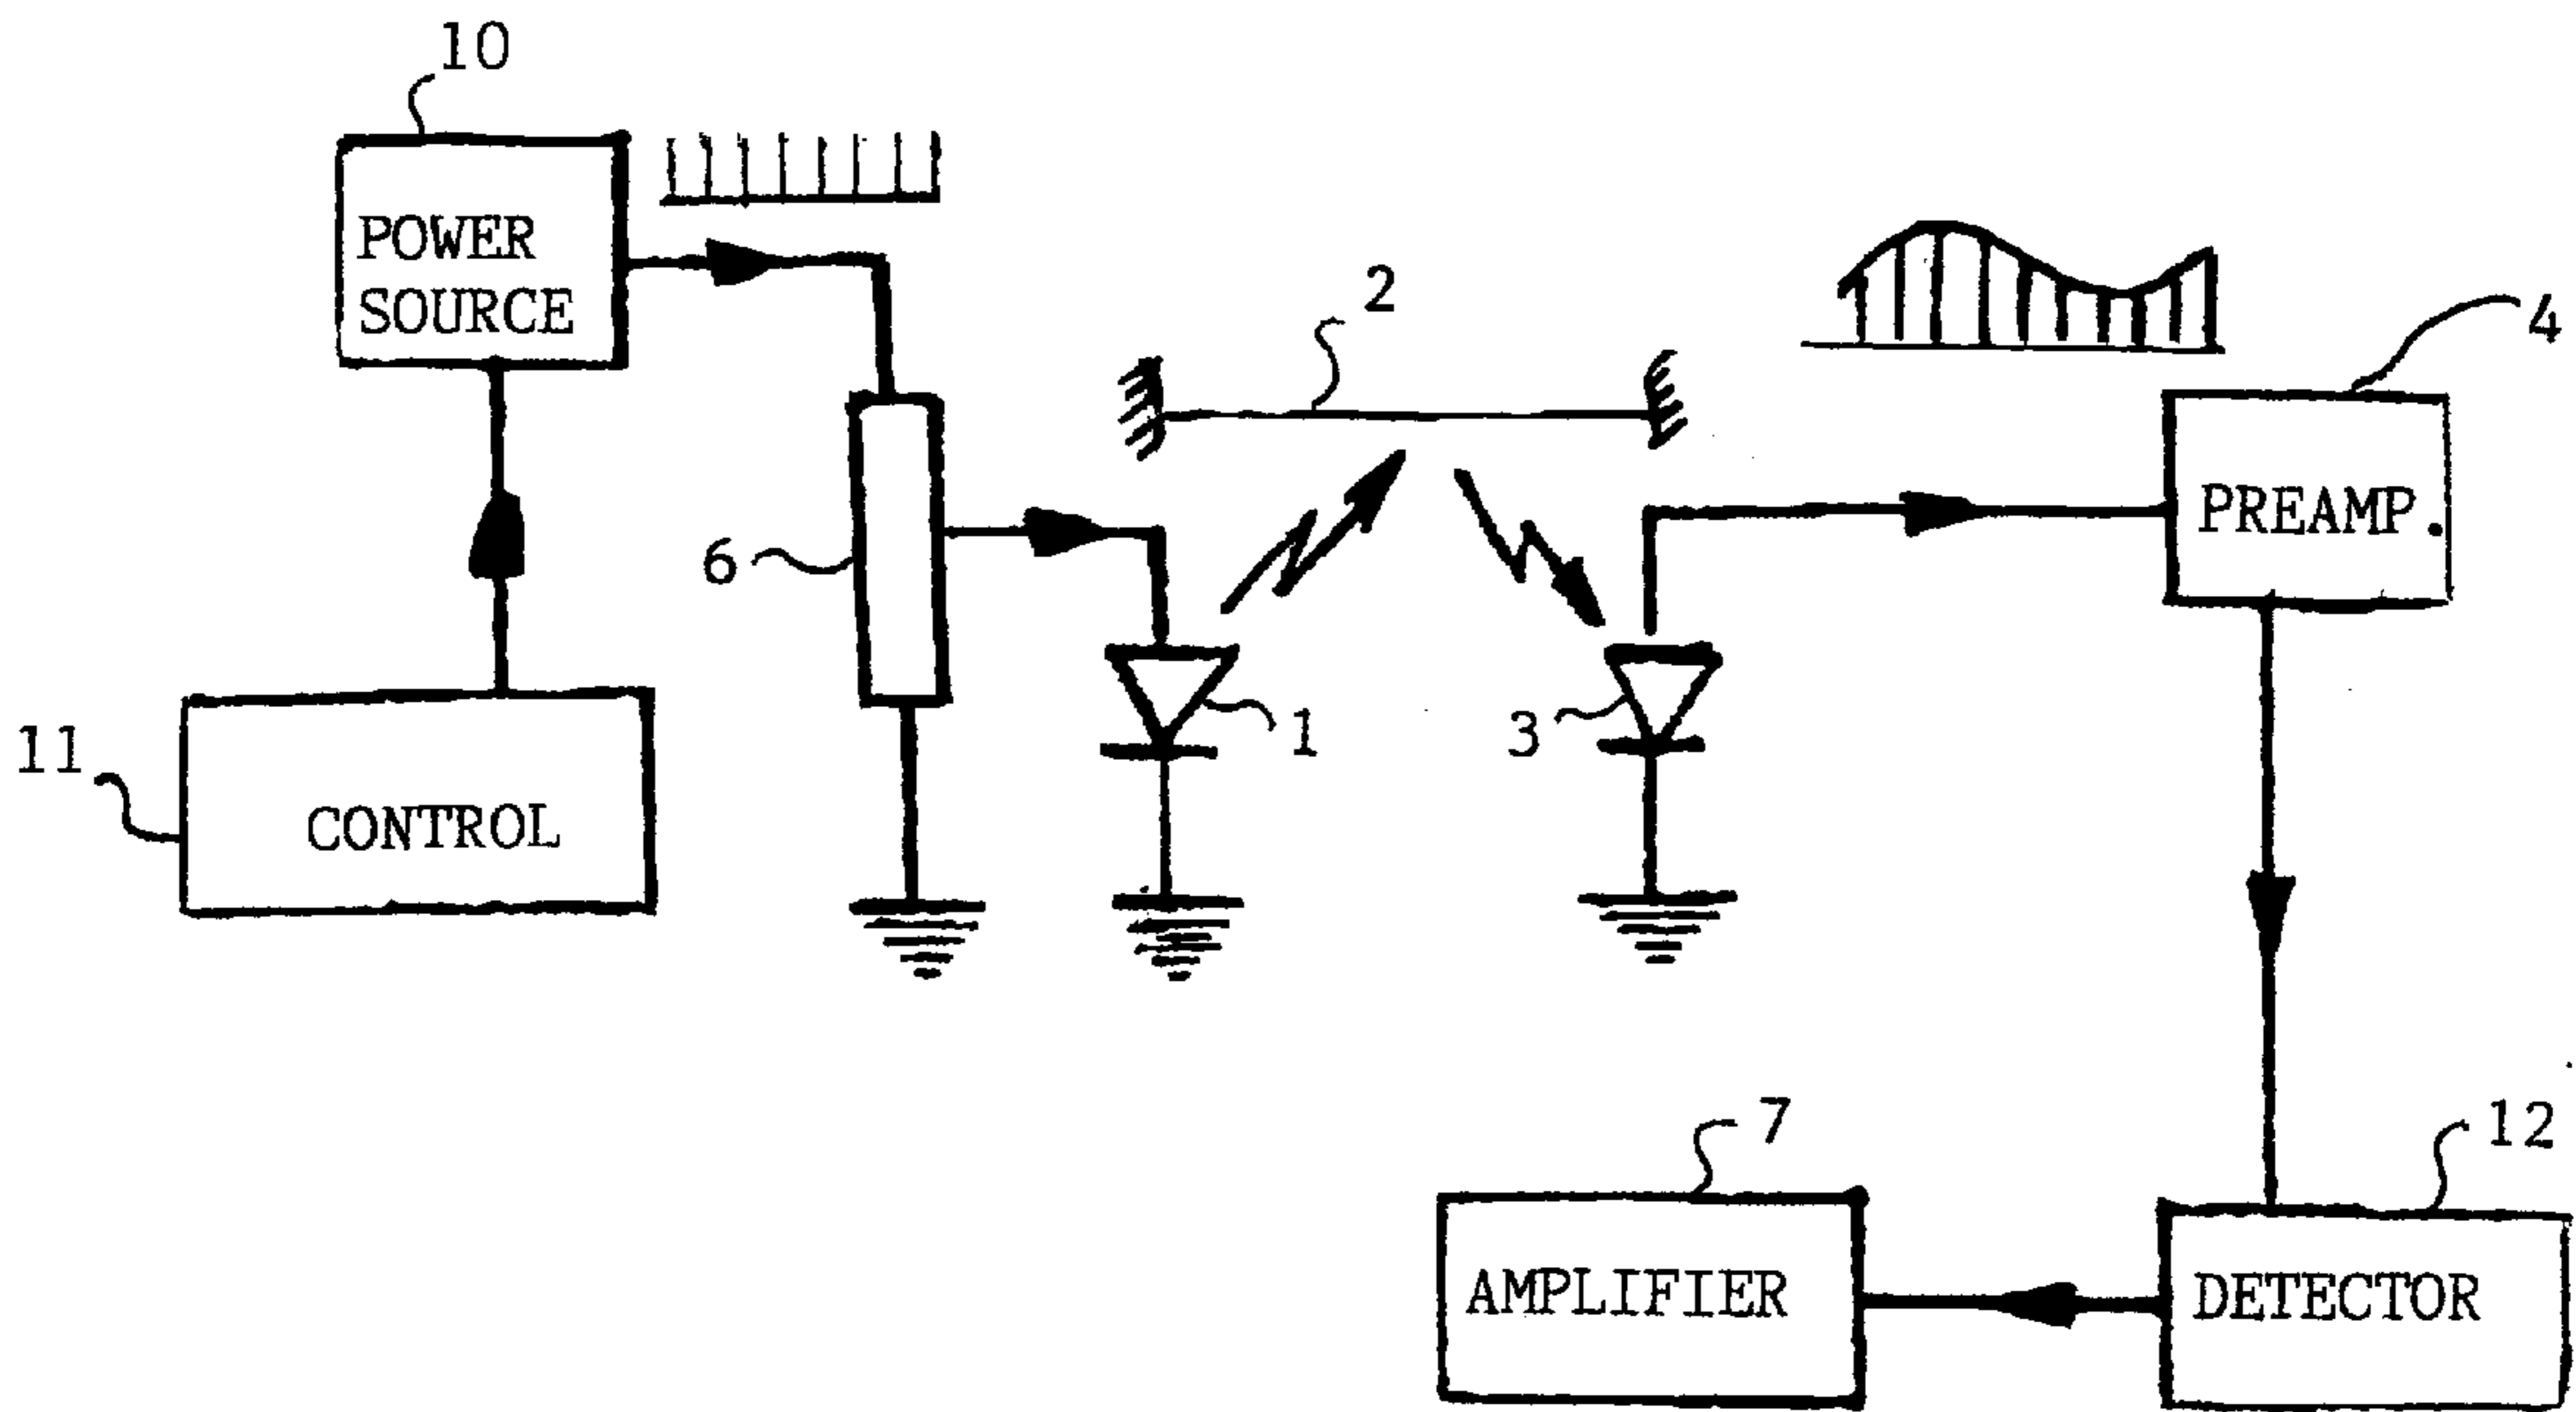 10
POWER
SOURCE
2
4
PREAMP.
6
11
CONTROL
1
3
7
12
AMPLIFIER
DETECTOR